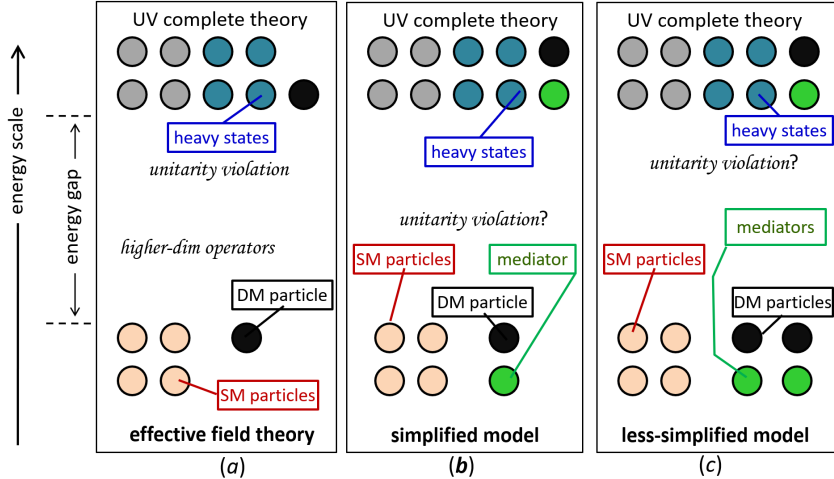 energy scale
energy gap
UV complete theory
heavy states
unitarity violation
higher-dim operators
DM particle
SM particles
effective field theory
(a)
UV complete theory
heavy states
unitarity violation?
SM particles
mediator
DM particle
simplified model
(b)
UV complete theory
heavy states
unitarity violation?
mediators
SM particles
DM particles
less-simplified model
(c)